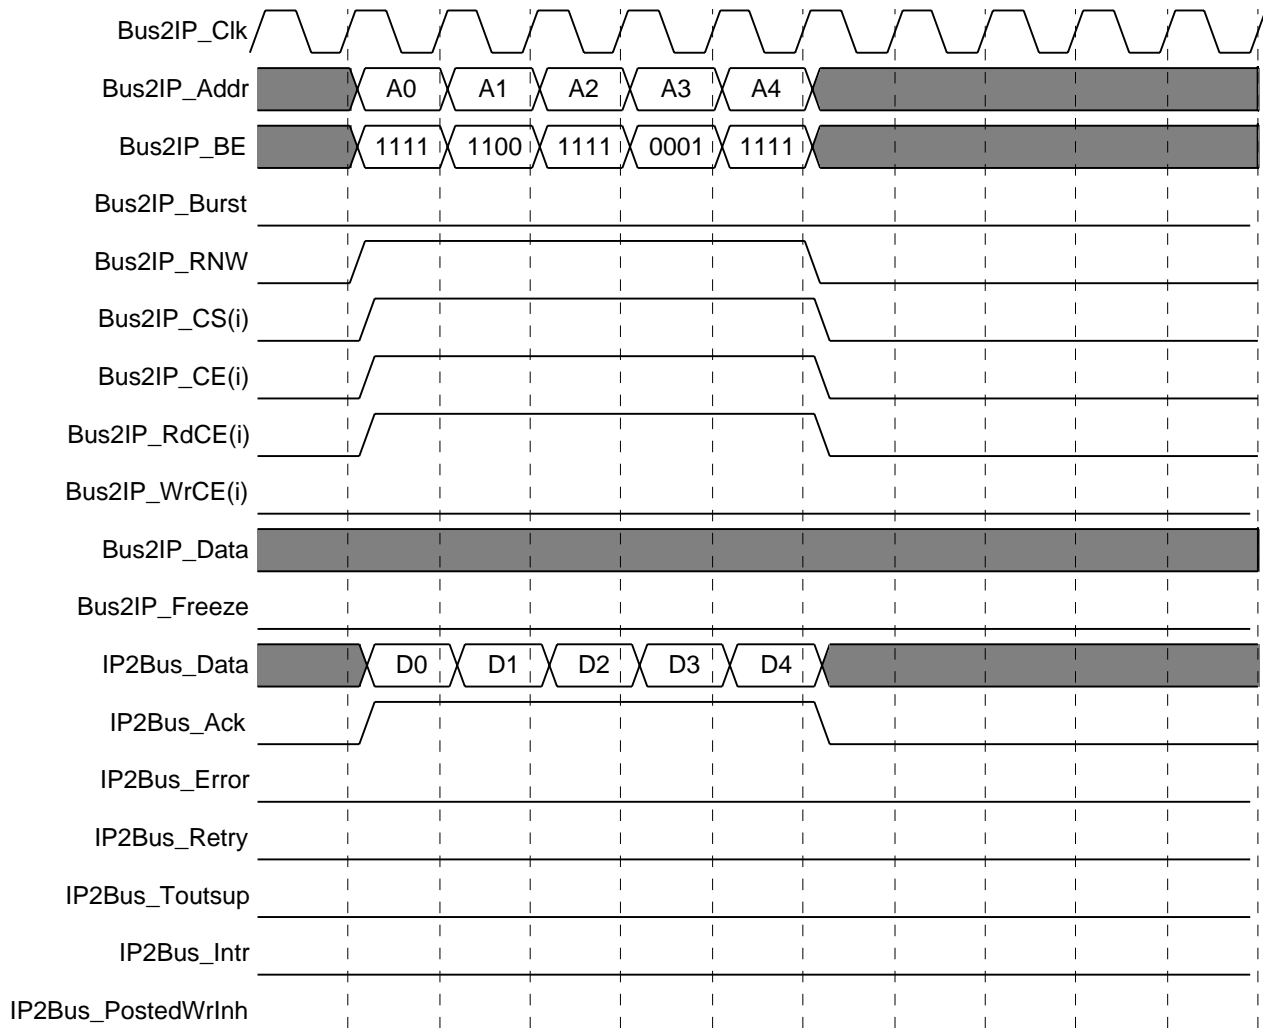 Bus2IP_Clk
Bus2IP_Addr A0 A1 A2 A3 A4
Bus2IP_BE 1111 1100 1111 0001 1111
Bus2IP_Burst
Bus2IP_RNW
Bus2IP_CS(i)
Bus2IP_CE(i)
Bus2IP_RdCE(i)
Bus2IP_WrCE(i)
Bus2IP_Data
Bus2IP_Freeze
IP2Bus_Data D0 D1 D2 D3 D4
IP2Bus_Ack
IP2Bus_Error
IP2Bus_Retry
IP2Bus_Toutsup
IP2Bus_Intr
IP2Bus_PostedWrInh